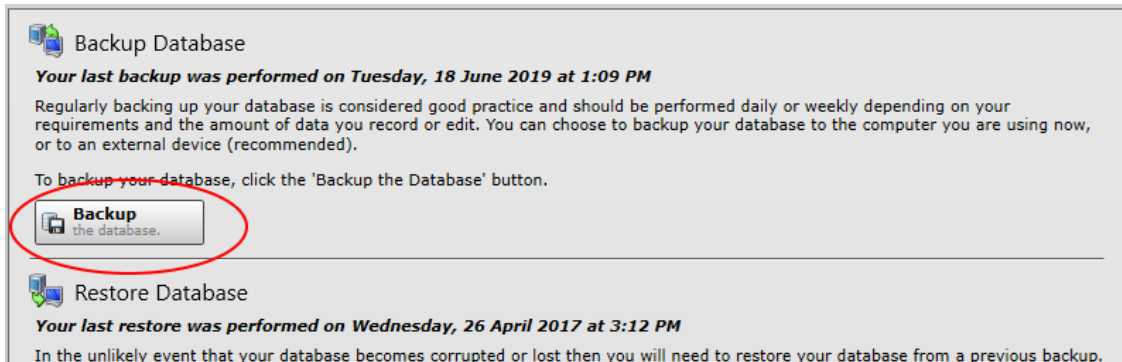 Backup Database
Your last backup was performed on Tuesday, 18 June 2019 at 1:09 PM
Regularly backing up your database is considered good practice and should be performed daily or weekly depending on your
requirements and the amount of data you record or edit. You can choose to backup your database to the computer you are using now,
or to an external device (recommended).
To backup your database, click the 'Backup the Database' button.
Backup
the database.
Restore Database
Your last restore was performed on Wednesday, 26 April 2017 at 3:12 PM
In the unlikely event that your database becomes corrupted or lost then you will need to restore your database from a previous backup.